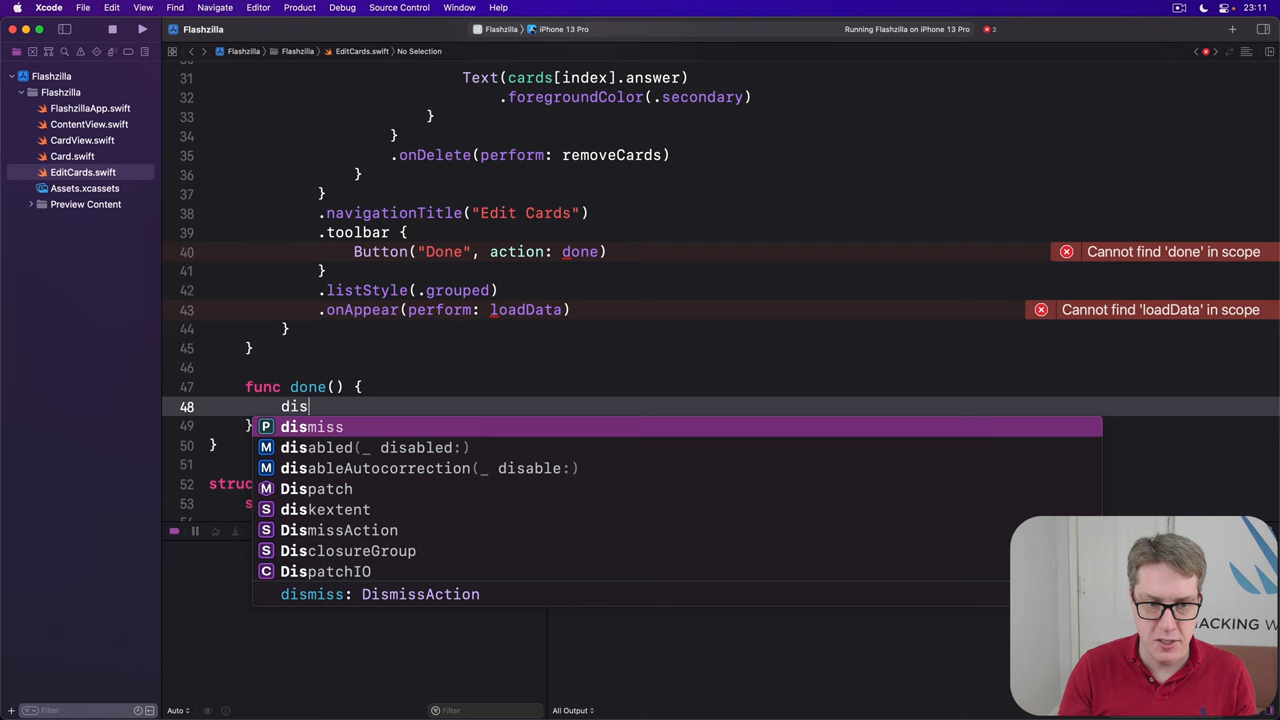 Xcode File Edit View Find Navigate Editor Product Debug Source Control Window Help 23:11
Flashzilla Flashzilla iPhone 13 Pro Running Flashzilla on iPhone 13 Pro 2
Flashzilla Flashzilla EditCards.swift No Selection
Flashzilla
Flashzilla
FlashzillaApp.swift
ContentView.swift
CardView.swift
Card.swift
EditCards.swift
Assets.xcassets
Preview Content
31 Text(cards[index].answer)
32 .foregroundColor(.secondary)
33 }
34 }
35 .onDelete(perform: removeCards)
36 }
37 }
38 .navigationTitle("Edit Cards")
39 .toolbar {
40 Button("Done", action: done) Cannot find 'done' in scope
41 }
42 .listStyle(.grouped)
43 .onAppear(perform: loadData) Cannot find 'loadData' in scope
44 }
45 }
46
47 func done() {
48 dis
49 }
50 }
51
52 struc
53 s
P dismiss
M disabled(_ disabled:)
M disableAutocorrection(_ disable:)
M Dispatch
S diskextent
S DismissAction
S DisclosureGroup
C DispatchIO
dismiss: DismissAction
HACKING W
Filter Auto Filter All Output